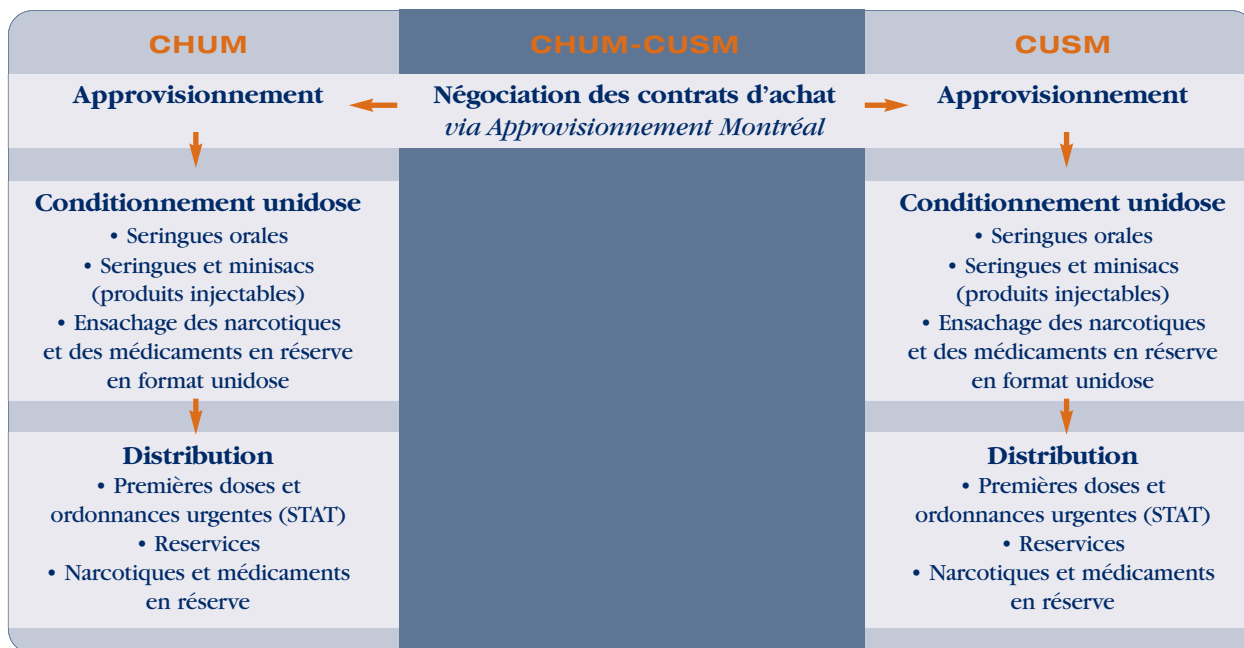 CHUM
CHUM-CUSM
CUSM
Approvisionnement
Négociation des contrats d'achat
via Approvisionnement Montréal
Approvisionnement
Conditionnement unidose
• Seringues orales
• Seringues et minisacs
(produits injectables)
• Ensachage des narcotiques
et des médicaments en réserve
en format unidose
Conditionnement unidose
• Seringues orales
• Seringues et minisacs
(produits injectables)
• Ensachage des narcotiques
et des médicaments en réserve
en format unidose
Distribution
• Premières doses et
ordonnances urgentes (STAT)
• Reservices
• Narcotiques et médicaments
en réserve
Distribution
• Premières doses et
ordonnances urgentes (STAT)
• Reservices
• Narcotiques et médicaments
en réserve